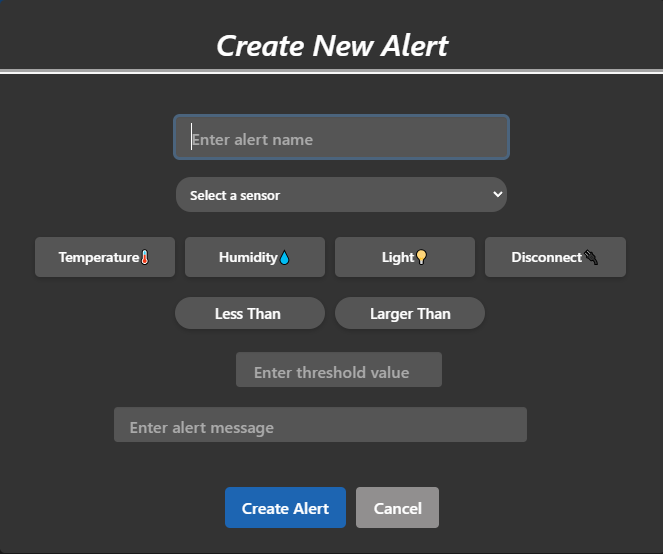 Create New Alert
Enter alert name
Select a sensor
Temperature🌡️ Humidity💧 Light💡 Disconnect🔌
Less Than Larger Than
Enter threshold value
Enter alert message
Create Alert Cancel